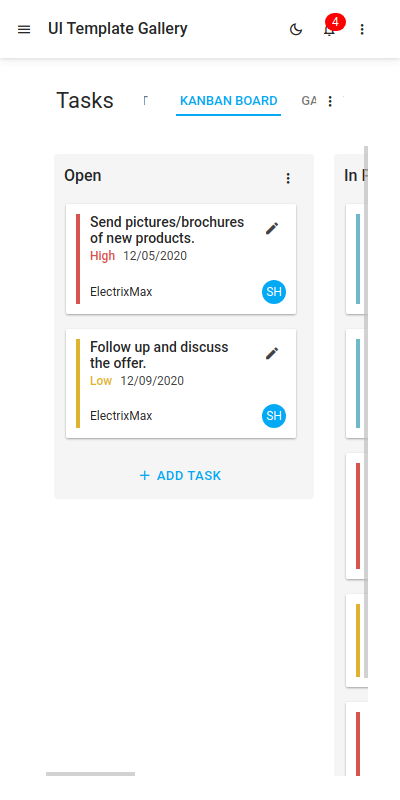 UI Template Gallery
4
Tasks
KANBAN BOARD
Open
Send pictures/brochures
of new products.
High 12/05/2020
ElectrixMax
SH
Follow up and discuss
the offer.
Low 12/09/2020
ElectrixMax
SH
+ ADD TASK
In